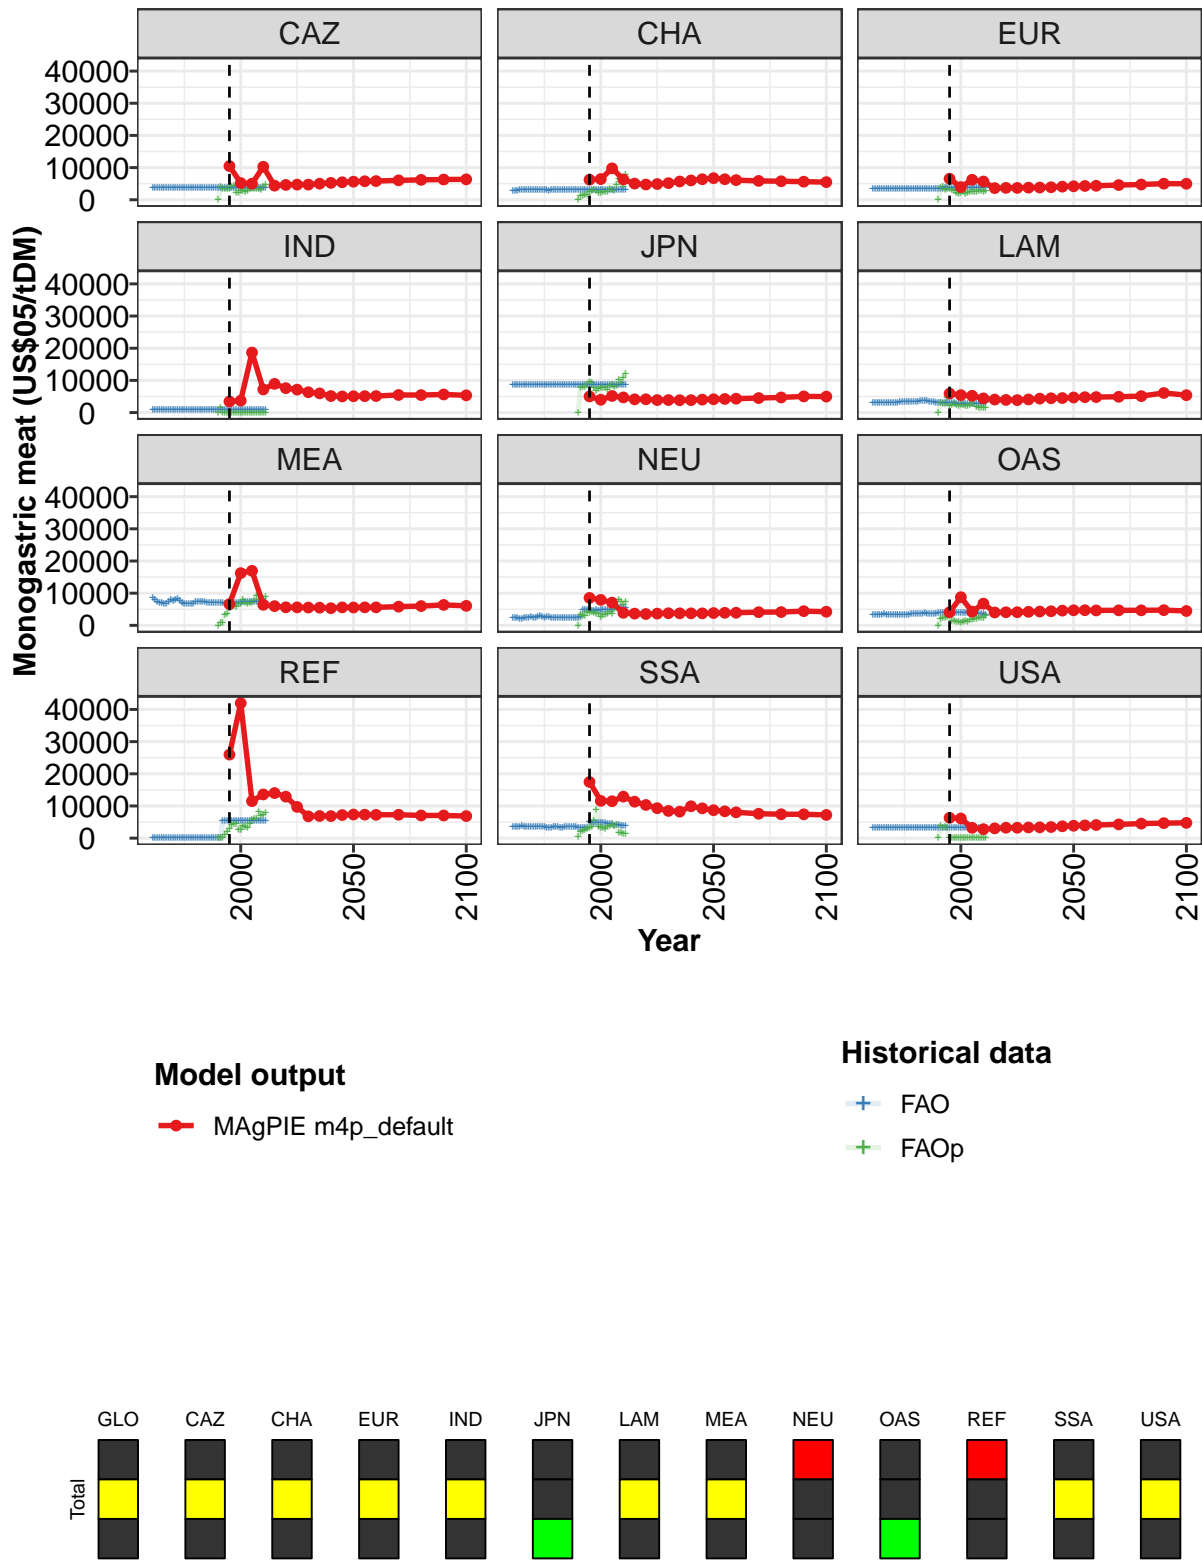 CAZ CHA EUR
40000
30000
20000
10000
0
IND JPN LAM
40000
30000
20000
10000
0
MEA NEU OAS
40000
30000
20000
10000
0
REF SSA USA
40000
30000
20000
10000
0
Monogastric meat (US$05/tDM)
2000 2050 2100 2000 2050 2100 2000 2050 2100
Year
Model output
MAgPIE m4p_default
Historical data
FAO
FAOp
GLO CAZ CHA EUR IND JPN LAM MEA NEU OAS REF SSA USA
Total